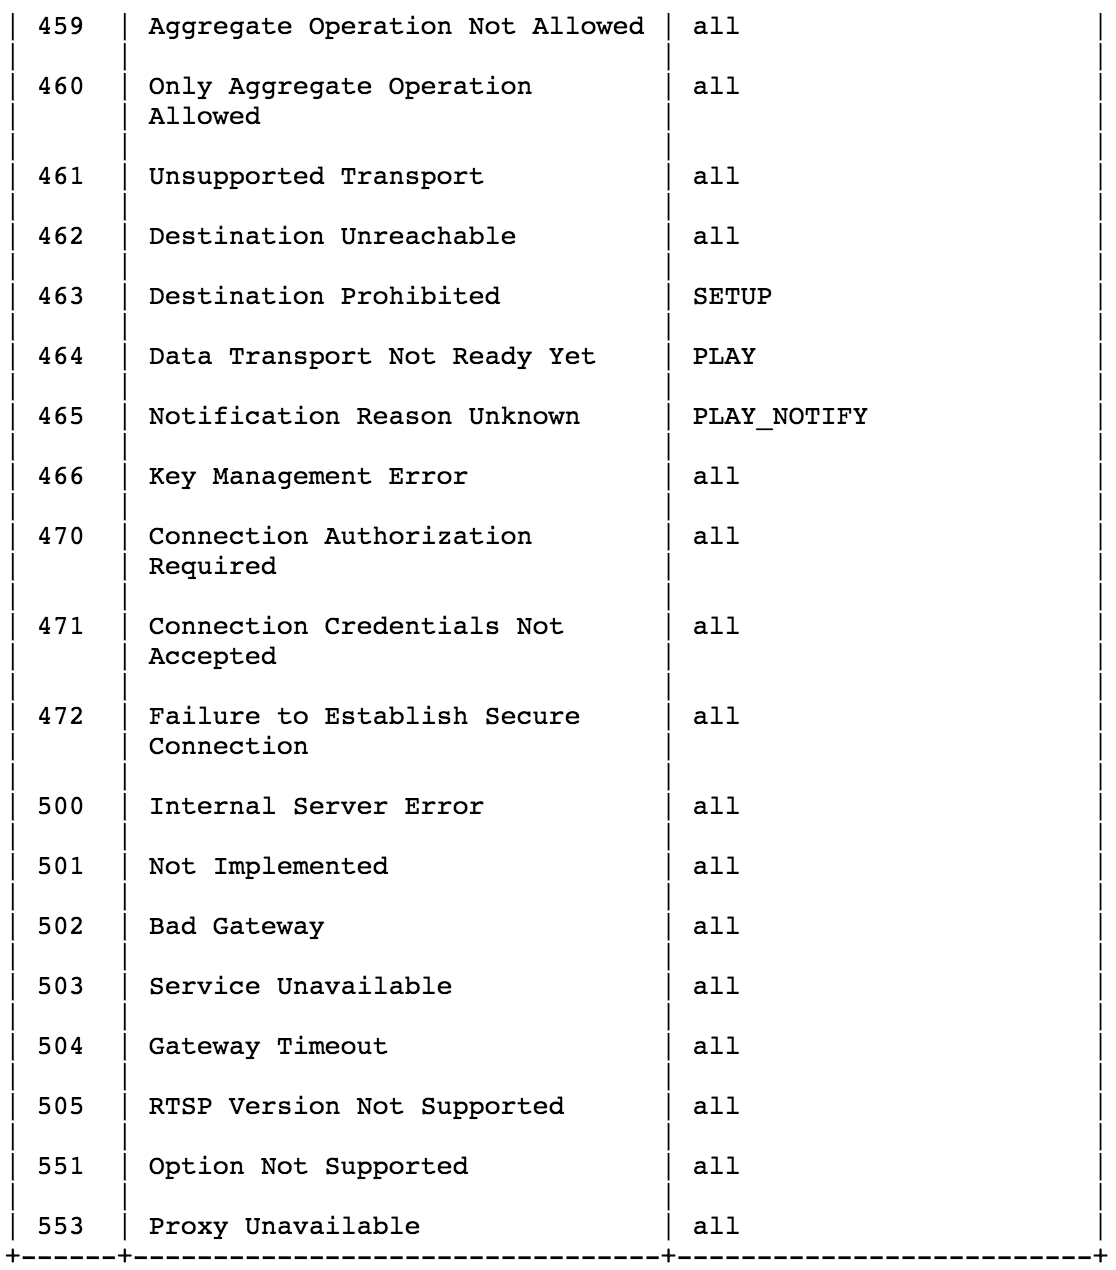 | 459 | Aggregate Operation Not Allowed | all |
| | | |
| 460 | Only Aggregate Operation | all |
| | Allowed | |
| | | |
| 461 | Unsupported Transport | all |
| | | |
| 462 | Destination Unreachable | all |
| | | |
| 463 | Destination Prohibited | SETUP |
| | | |
| 464 | Data Transport Not Ready Yet | PLAY |
| | | |
| 465 | Notification Reason Unknown | PLAY_NOTIFY |
| | | |
| 466 | Key Management Error | all |
| | | |
| 470 | Connection Authorization | all |
| | Required | |
| | | |
| 471 | Connection Credentials Not | all |
| | Accepted | |
| | | |
| 472 | Failure to Establish Secure | all |
| | Connection | |
| | | |
| 500 | Internal Server Error | all |
| | | |
| 501 | Not Implemented | all |
| | | |
| 502 | Bad Gateway | all |
| | | |
| 503 | Service Unavailable | all |
| | | |
| 504 | Gateway Timeout | all |
| | | |
| 505 | RTSP Version Not Supported | all |
| | | |
| 551 | Option Not Supported | all |
| | | |
| 553 | Proxy Unavailable | all |
+------+---------------------------------+--------------------------+